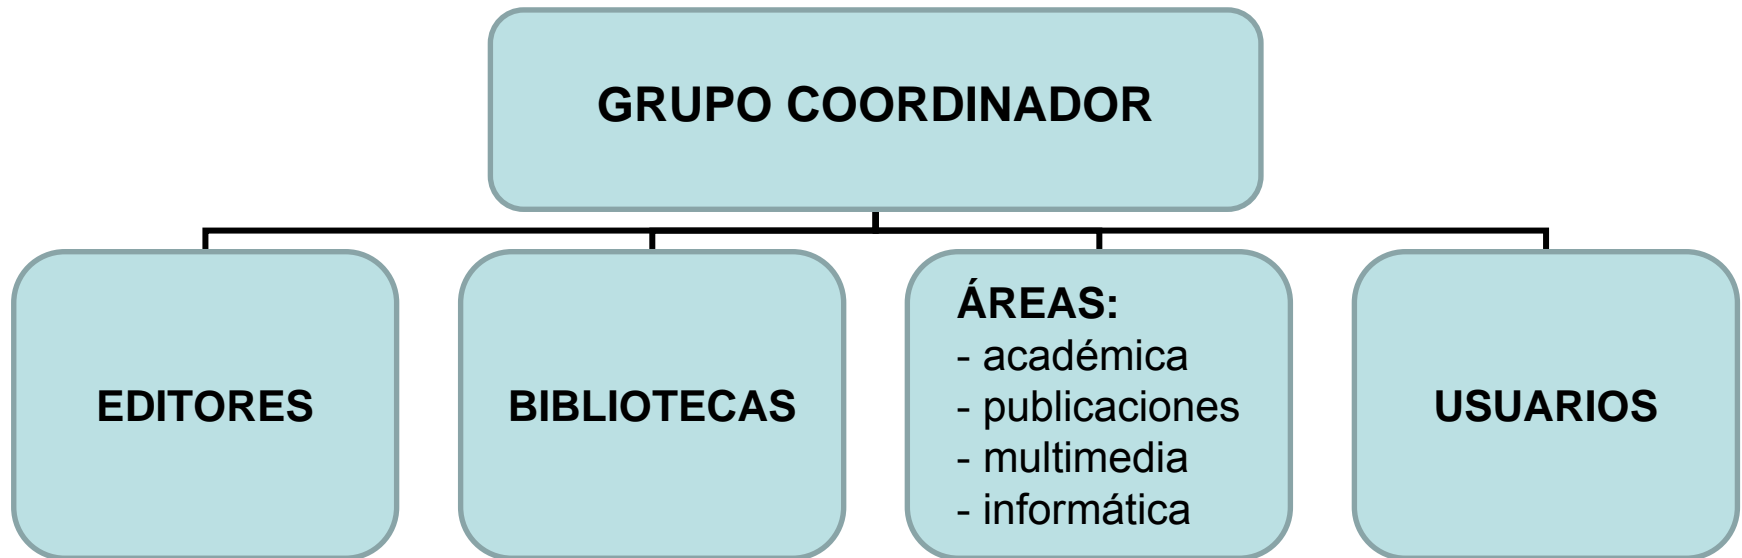 GRUPO COORDINADOR
EDITORES
BIBLIOTECAS
ÁREAS:
- académica
- publicaciones
- multimedia
- informática
USUARIOS